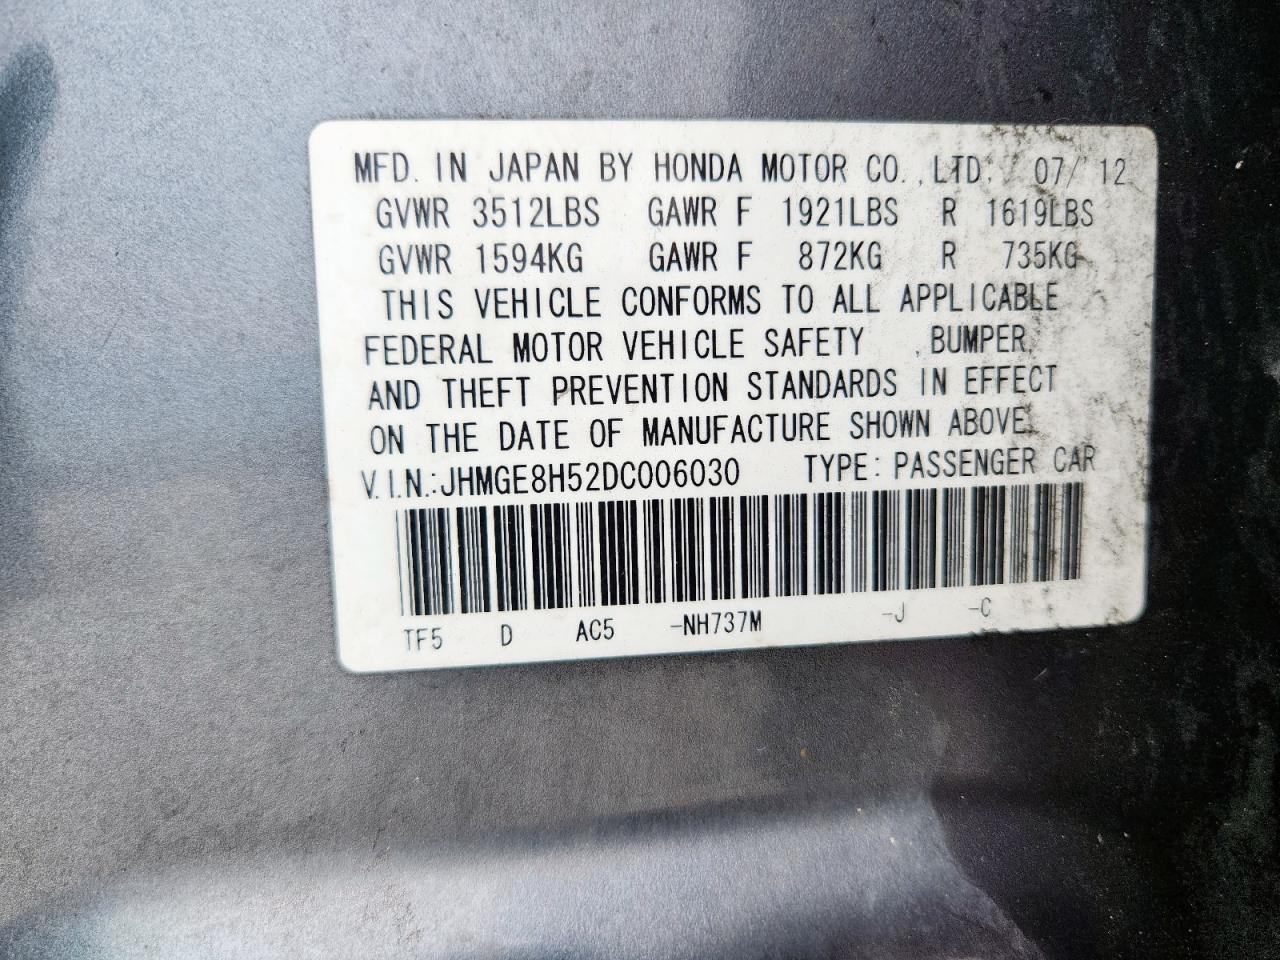 MFD. IN JAPAN BY HONDA MOTOR CO.,LTD. 07/ 12
GVWR 3512LBS GAWR F 1921LBS R 1619LBS
GVWR 1594KG GAWR F 872KG R 735KG
THIS VEHICLE CONFORMS TO ALL APPLICABLE
FEDERAL MOTOR VEHICLE SAFETY ,BUMPER,
AND THEFT PREVENTION STANDARDS IN EFFECT
ON THE DATE OF MANUFACTURE SHOWN ABOVE.
V.I.N.:JHMGE8H52DC006030 TYPE: PASSENGER CAR
TF5 D AC5 -NH737M -J -C